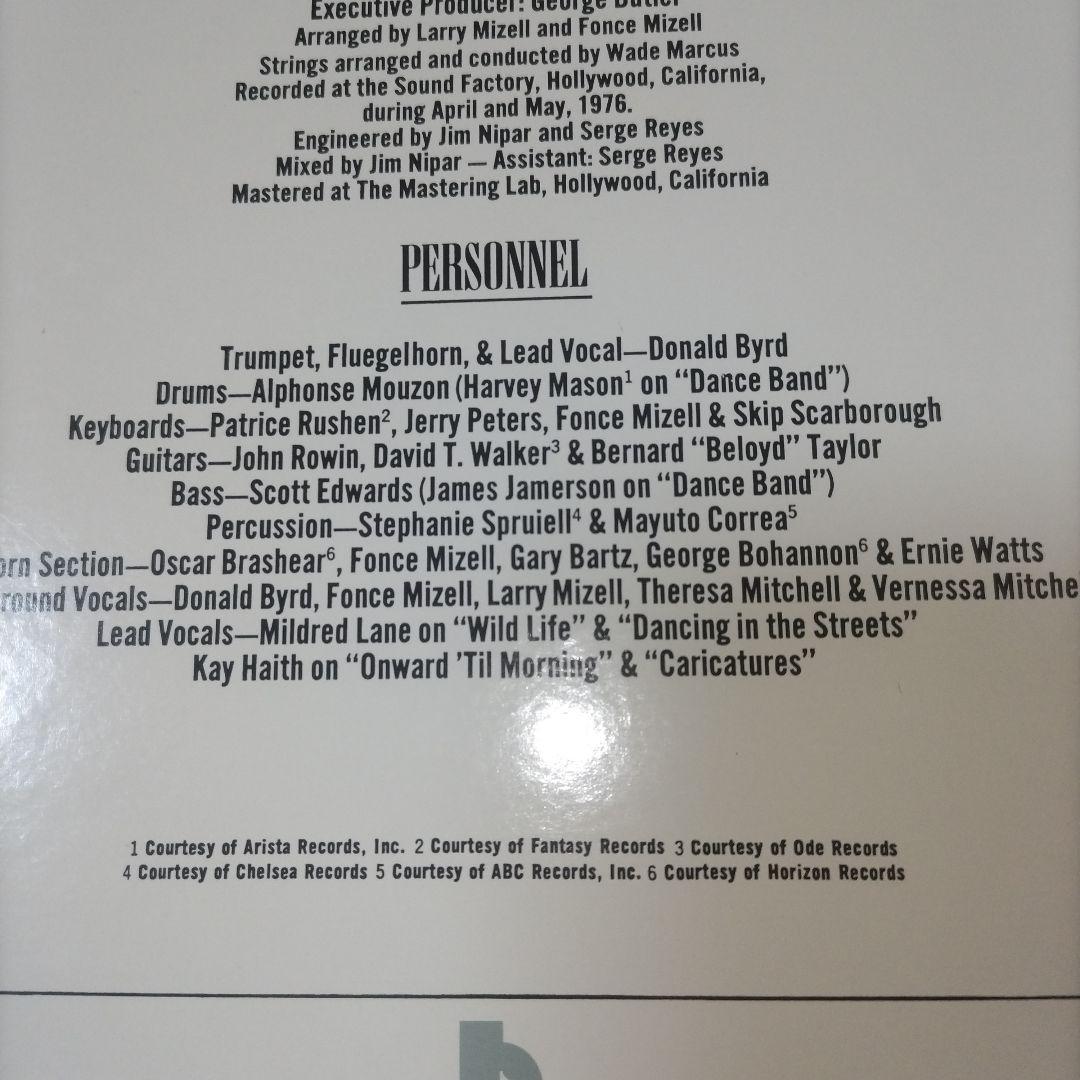 Executive Producer: George Butler
Arranged by Larry Mizell and Fonce Mizell
Strings arranged and conducted by Wade Marcus
Recorded at the Sound Factory, Hollywood, California,
during April and May, 1976.
Engineered by Jim Nipar and Serge Reyes
Mixed by Jim Nipar — Assistant: Serge Reyes
Mastered at The Mastering Lab, Hollywood, California
PERSONNEL
Trumpet, Fluegelhorn, & Lead Vocal—Donald Byrd
Drums—Alphonse Mouzon (Harvey Mason¹ on “Dance Band”)
Keyboards—Patrice Rushen², Jerry Peters, Fonce Mizell & Skip Scarborough
Guitars—John Rowin, David T. Walker³ & Bernard “Beloyd” Taylor
Bass—Scott Edwards (James Jamerson on “Dance Band”)
Percussion—Stephanie Spruiell⁴ & Mayuto Correa⁵
orn Section—Oscar Brashear⁶, Fonce Mizell, Gary Bartz, George Bohannon⁶ & Ernie Watts
round Vocals—Donald Byrd, Fonce Mizell, Larry Mizell, Theresa Mitchell & Vernessa Mitche
Lead Vocals—Mildred Lane on “Wild Life” & “Dancing in the Streets”
Kay Haith on “Onward ’Til Morning” & “Caricatures”
1 Courtesy of Arista Records, Inc. 2 Courtesy of Fantasy Records 3 Courtesy of Ode Records
4 Courtesy of Chelsea Records 5 Courtesy of ABC Records, Inc. 6 Courtesy of Horizon Records